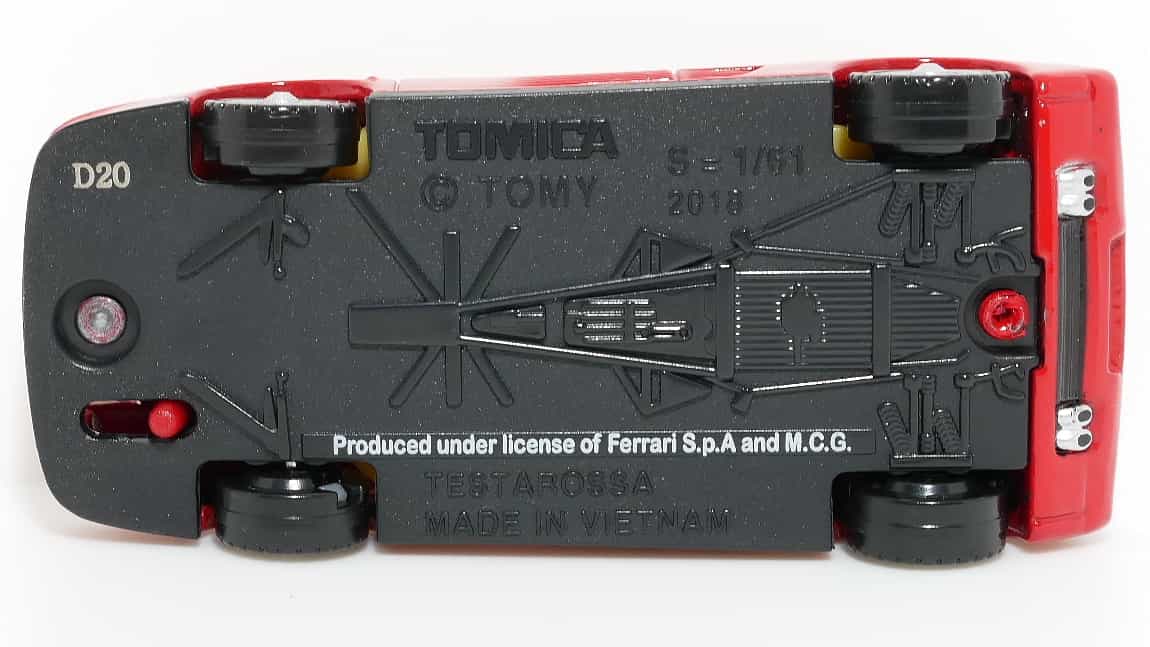 D20
TOMICA
© TOMY
S = 1/61
2018
Produced under license of Ferrari S.p.A and M.C.G.
TESTAROSSA
MADE IN VIETNAM